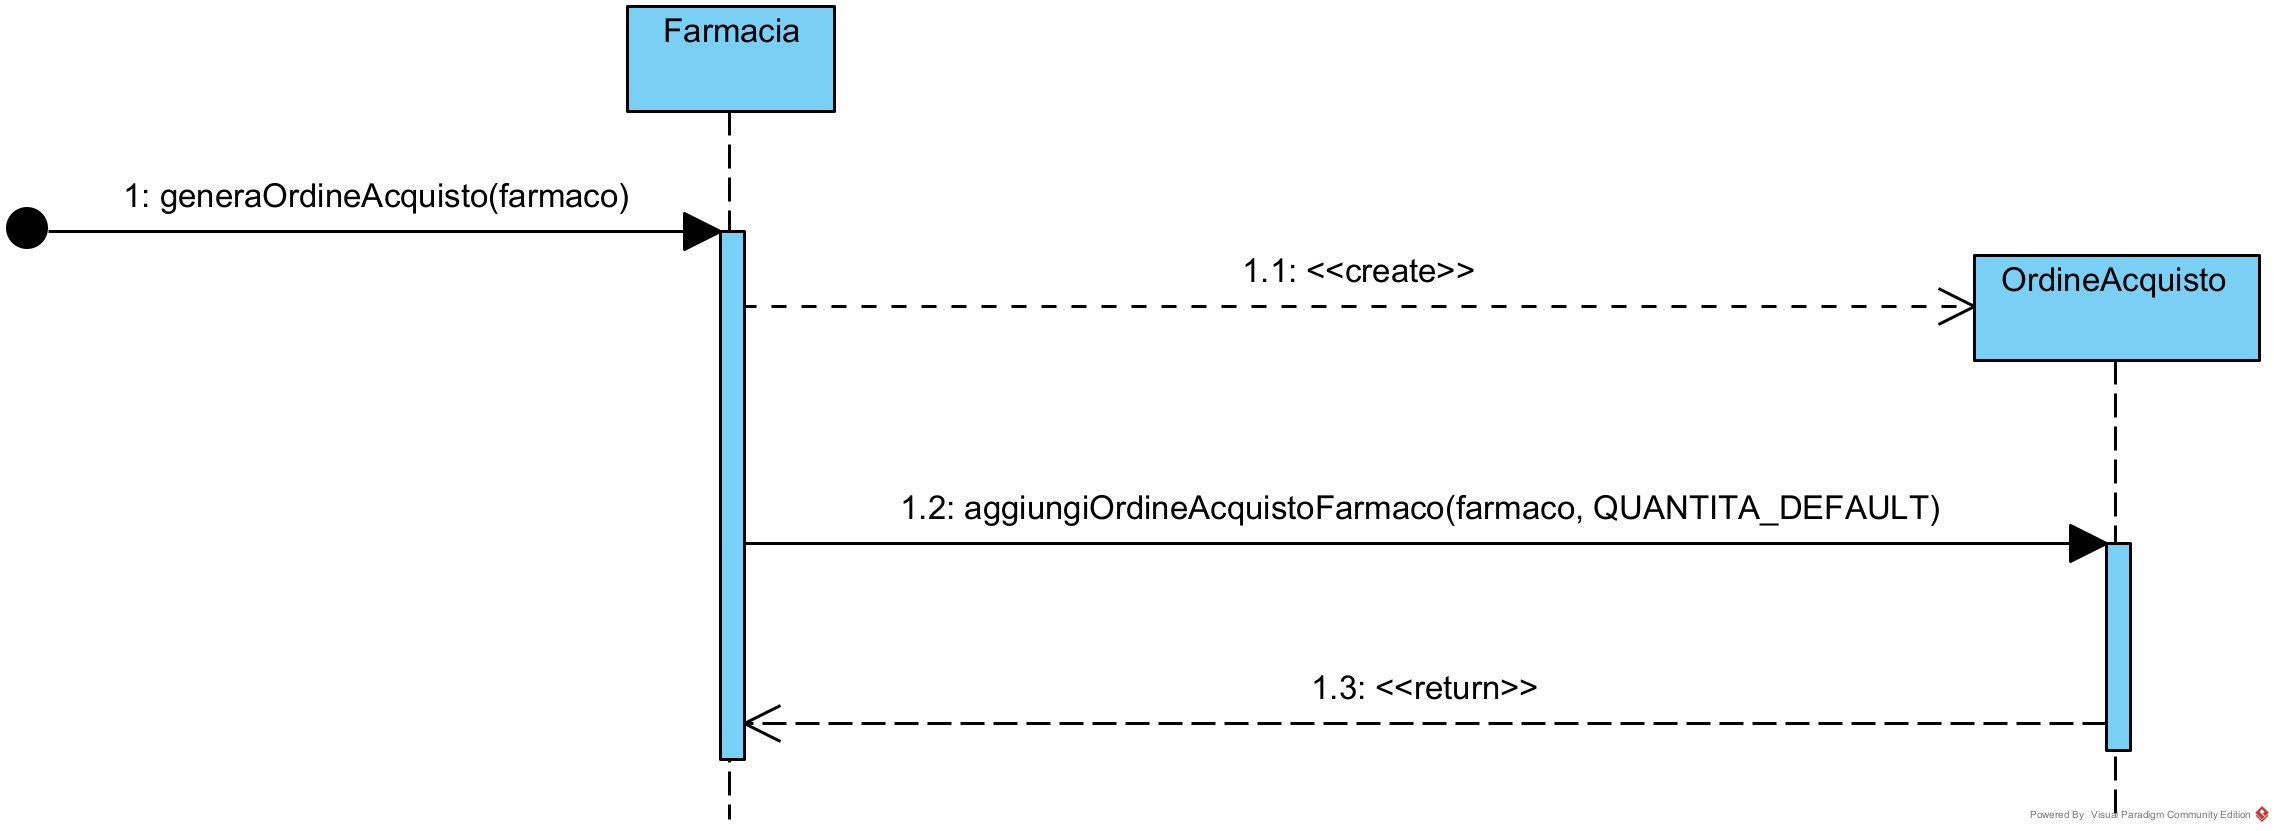 Farmacia
1: generaOrdineAcquisto(farmaco)
1.1: <<create>>
OrdineAcquisto
1.2: aggiungiOrdineAcquistoFarmaco(farmaco, QUANTITA_DEFAULT)
1.3: <<return>>
Powered By Visual Paradigm Community Edition